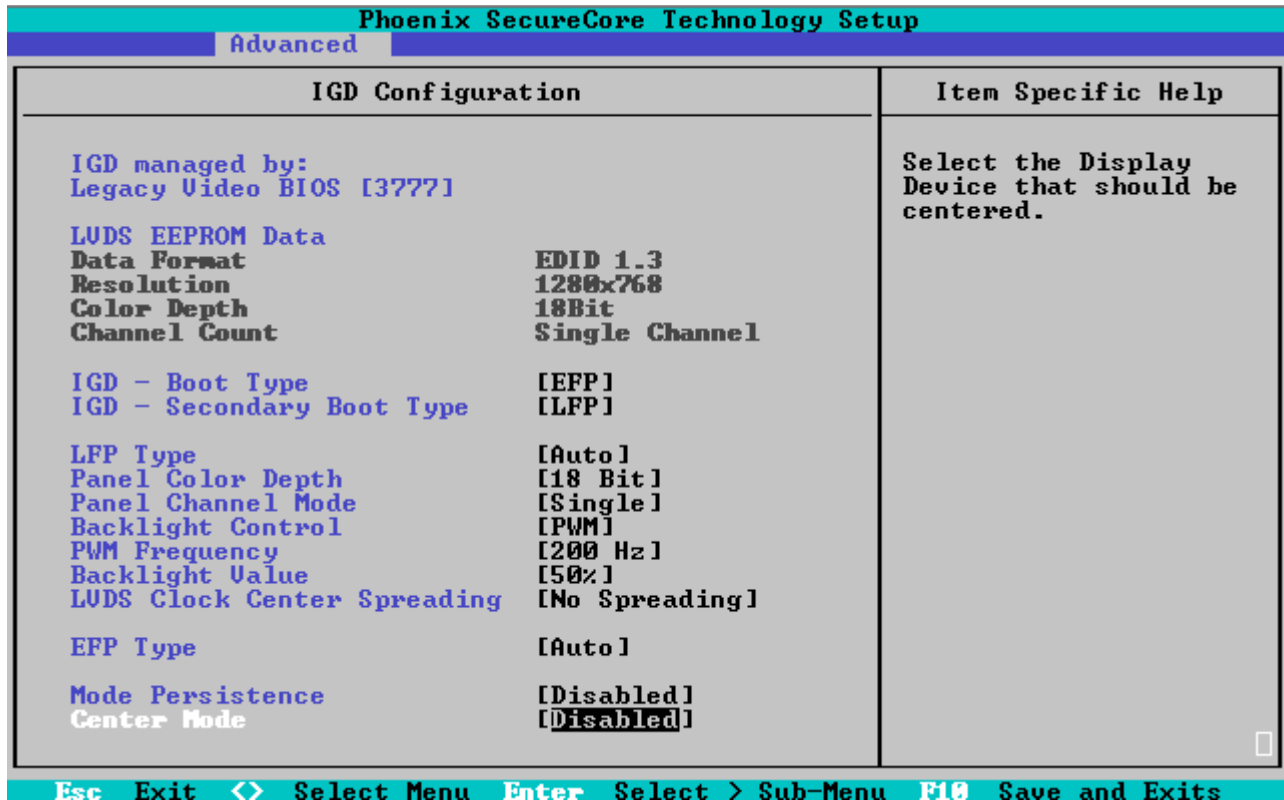 Phoenix SecureCore Technology Setup
Advanced
IGD Configuration
Item Specific Help
IGD managed by:
Legacy Video BIOS [3777]
LVDS EEPROM Data
Data Format EDID 1.3
Resolution 1280x768
Color Depth 18Bit
Channel Count Single Channel
IGD - Boot Type [EFP]
IGD - Secondary Boot Type [LFP]
LFP Type [Auto]
Panel Color Depth [18 Bit]
Panel Channel Mode [Single]
Backlight Control [PWM]
PWM Frequency [200 Hz]
Backlight Value [50%]
LVDS Clock Center Spreading [No Spreading]
EFP Type [Auto]
Mode Persistence [Disabled]
Center Mode [Disabled]
Select the Display
Device that should be
centered.
Esc Exit <> Select Menu Enter Select > Sub-Menu F10 Save and Exits